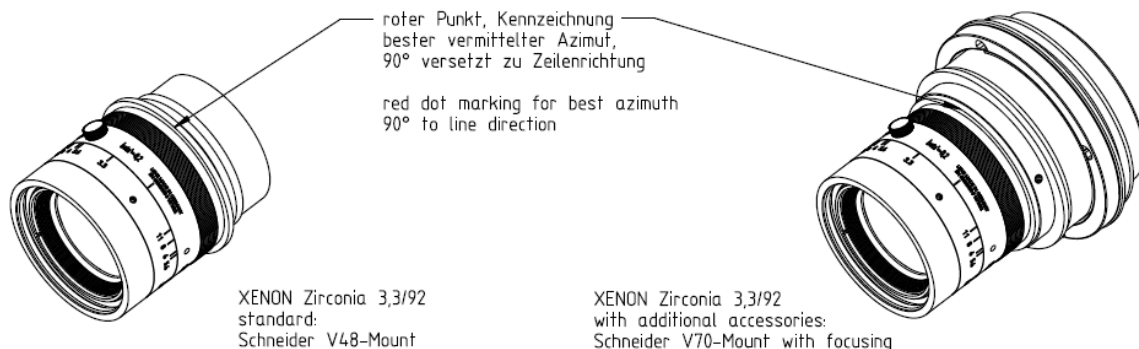 roter Punkt, Kennzeichnung
bester vermittelter Azimut,
90° versetzt zu Zeilenrichtung
red dot marking for best azimuth
90° to line direction
XENON Zirconia 3,3/92
standard:
Schneider V48-Mount
XENON Zirconia 3,3/92
with additional accessories:
Schneider V70-Mount with focusing